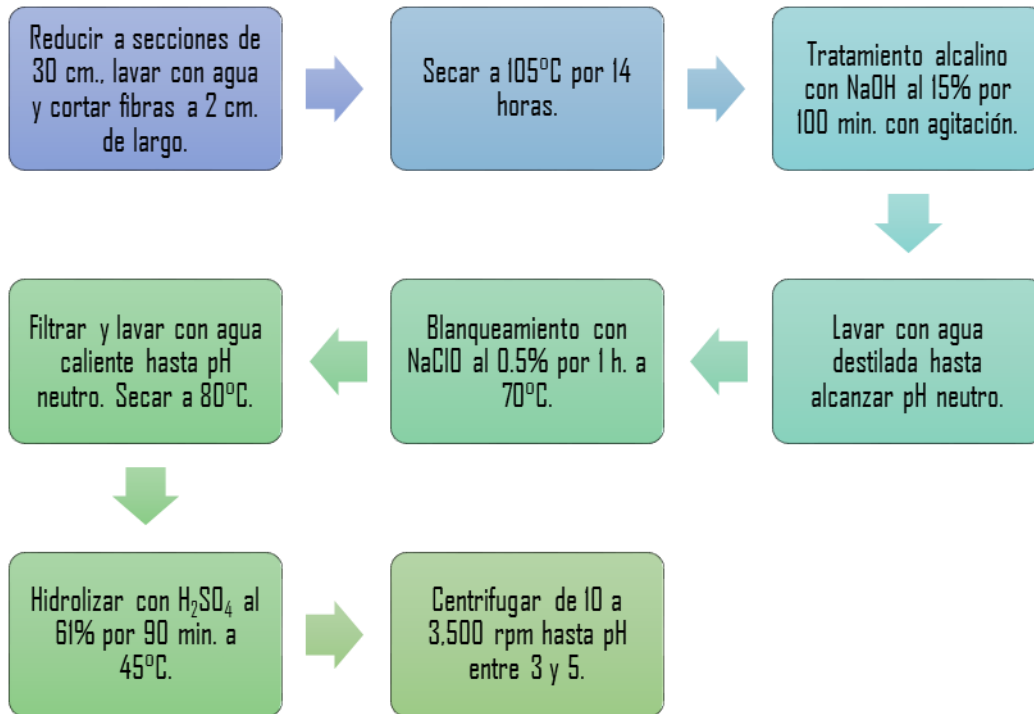 Reducir a secciones de
30 cm., lavar con agua
y cortar fibras a 2 cm.
de largo.
Secar a 105°C por 14
horas.
Tratamiento alcalino
con NaOH al 15% por
100 min. con agitación.
Lavar con agua
destilada hasta
alcanzar pH neutro.
Blanqueamiento con
NaClO al 0.5% por 1 h. a
70°C.
Filtrar y lavar con agua
caliente hasta pH
neutro. Secar a 80°C.
Hidrolizar con H₂SO₄ al
61% por 90 min. a
45°C.
Centrifugar de 10 a
3,500 rpm hasta pH
entre 3 y 5.